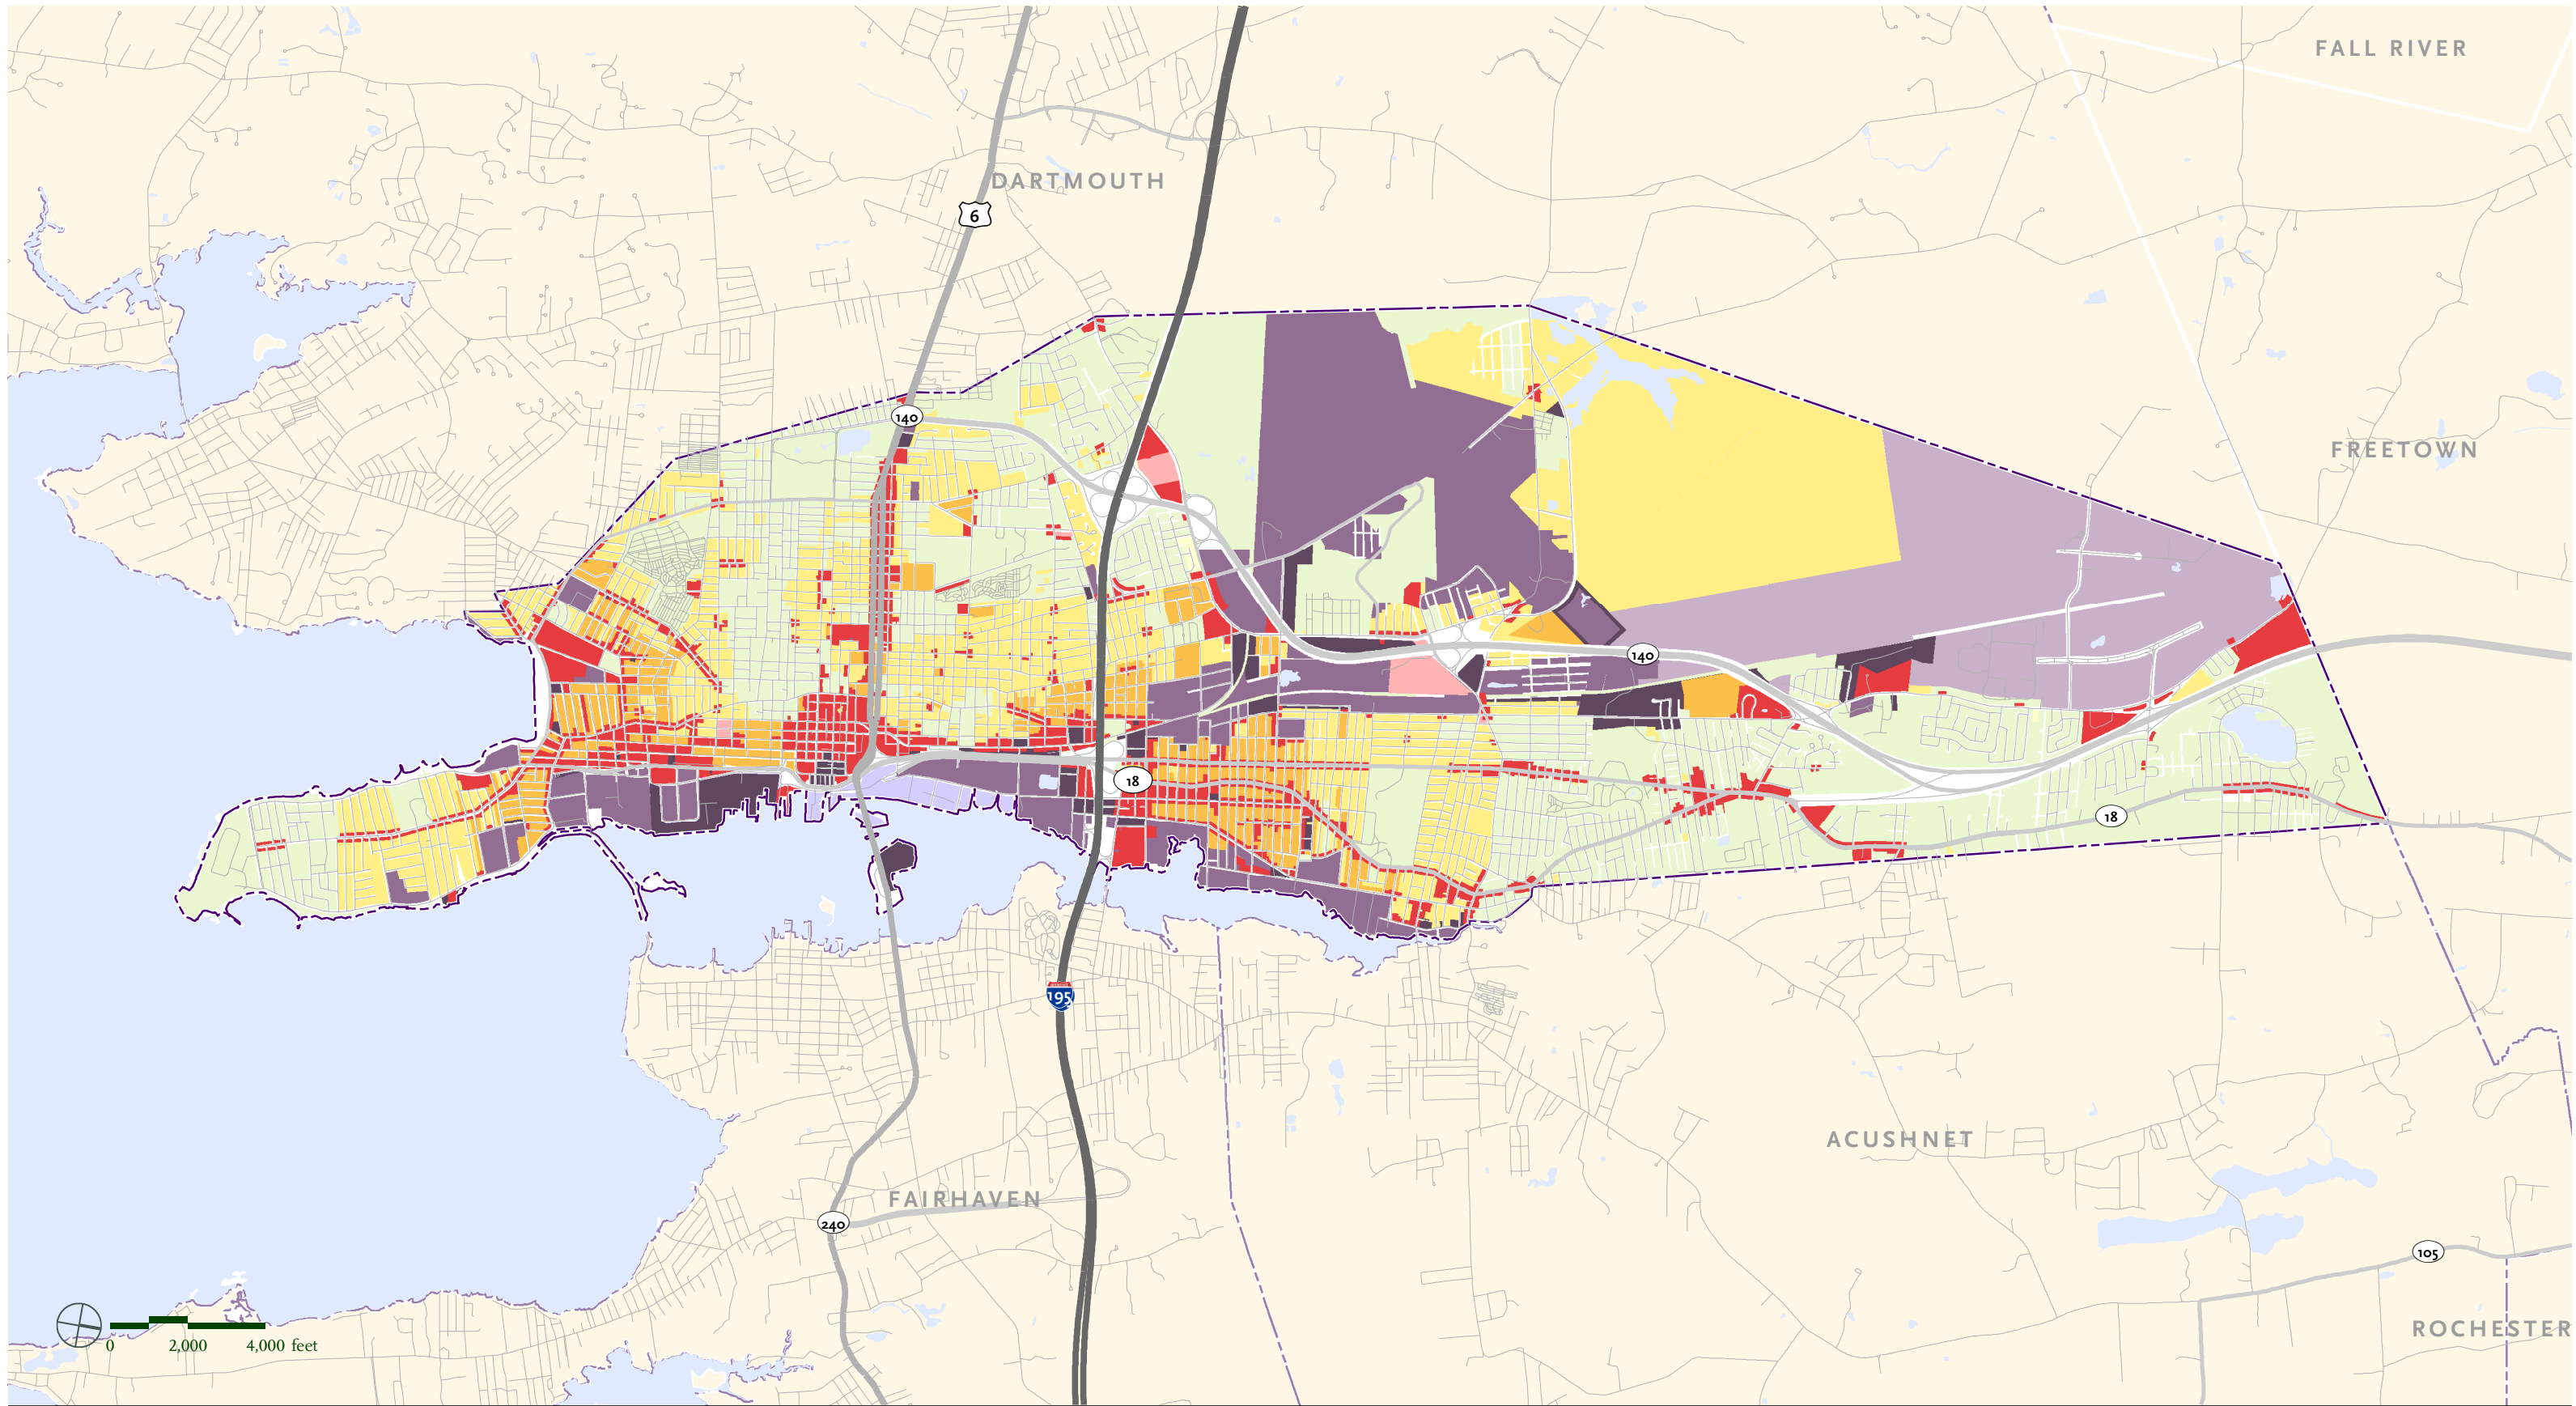 FALL RIVER
DARTMOUTH
6
140
FREETOWN
140
18
18
195
ACUSHNET
FAIRHAVEN
240
105
ROCHESTER
0 2,000 4,000 feet